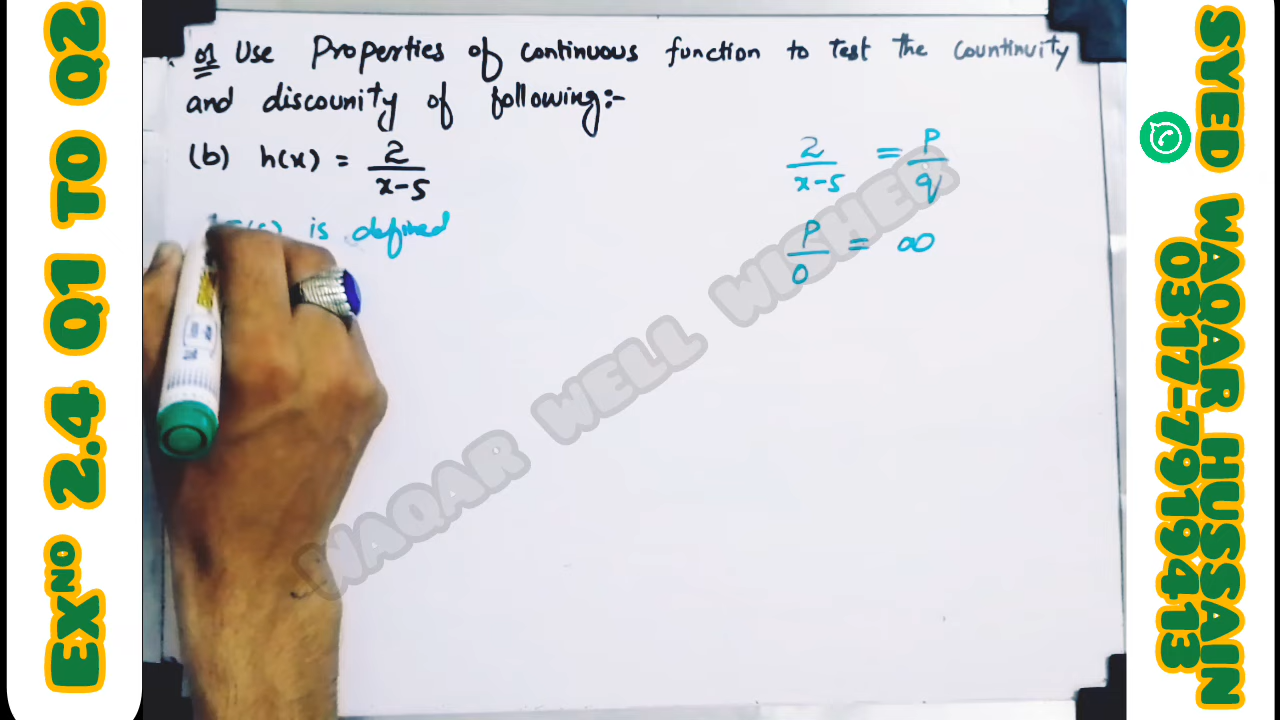 Exᴺᴼ 2.4 Q1 TO Q2
Q1 Use Properties of continuous function to test the Countinuity
and discounity of following:-
(b) h(x) = 2/(x-5)
is defined
2/(x-5) = P/q
P/0 = ∞
WAQAR WELL WISHER
SYED WAQAR HUSSAIN
0317-7919413